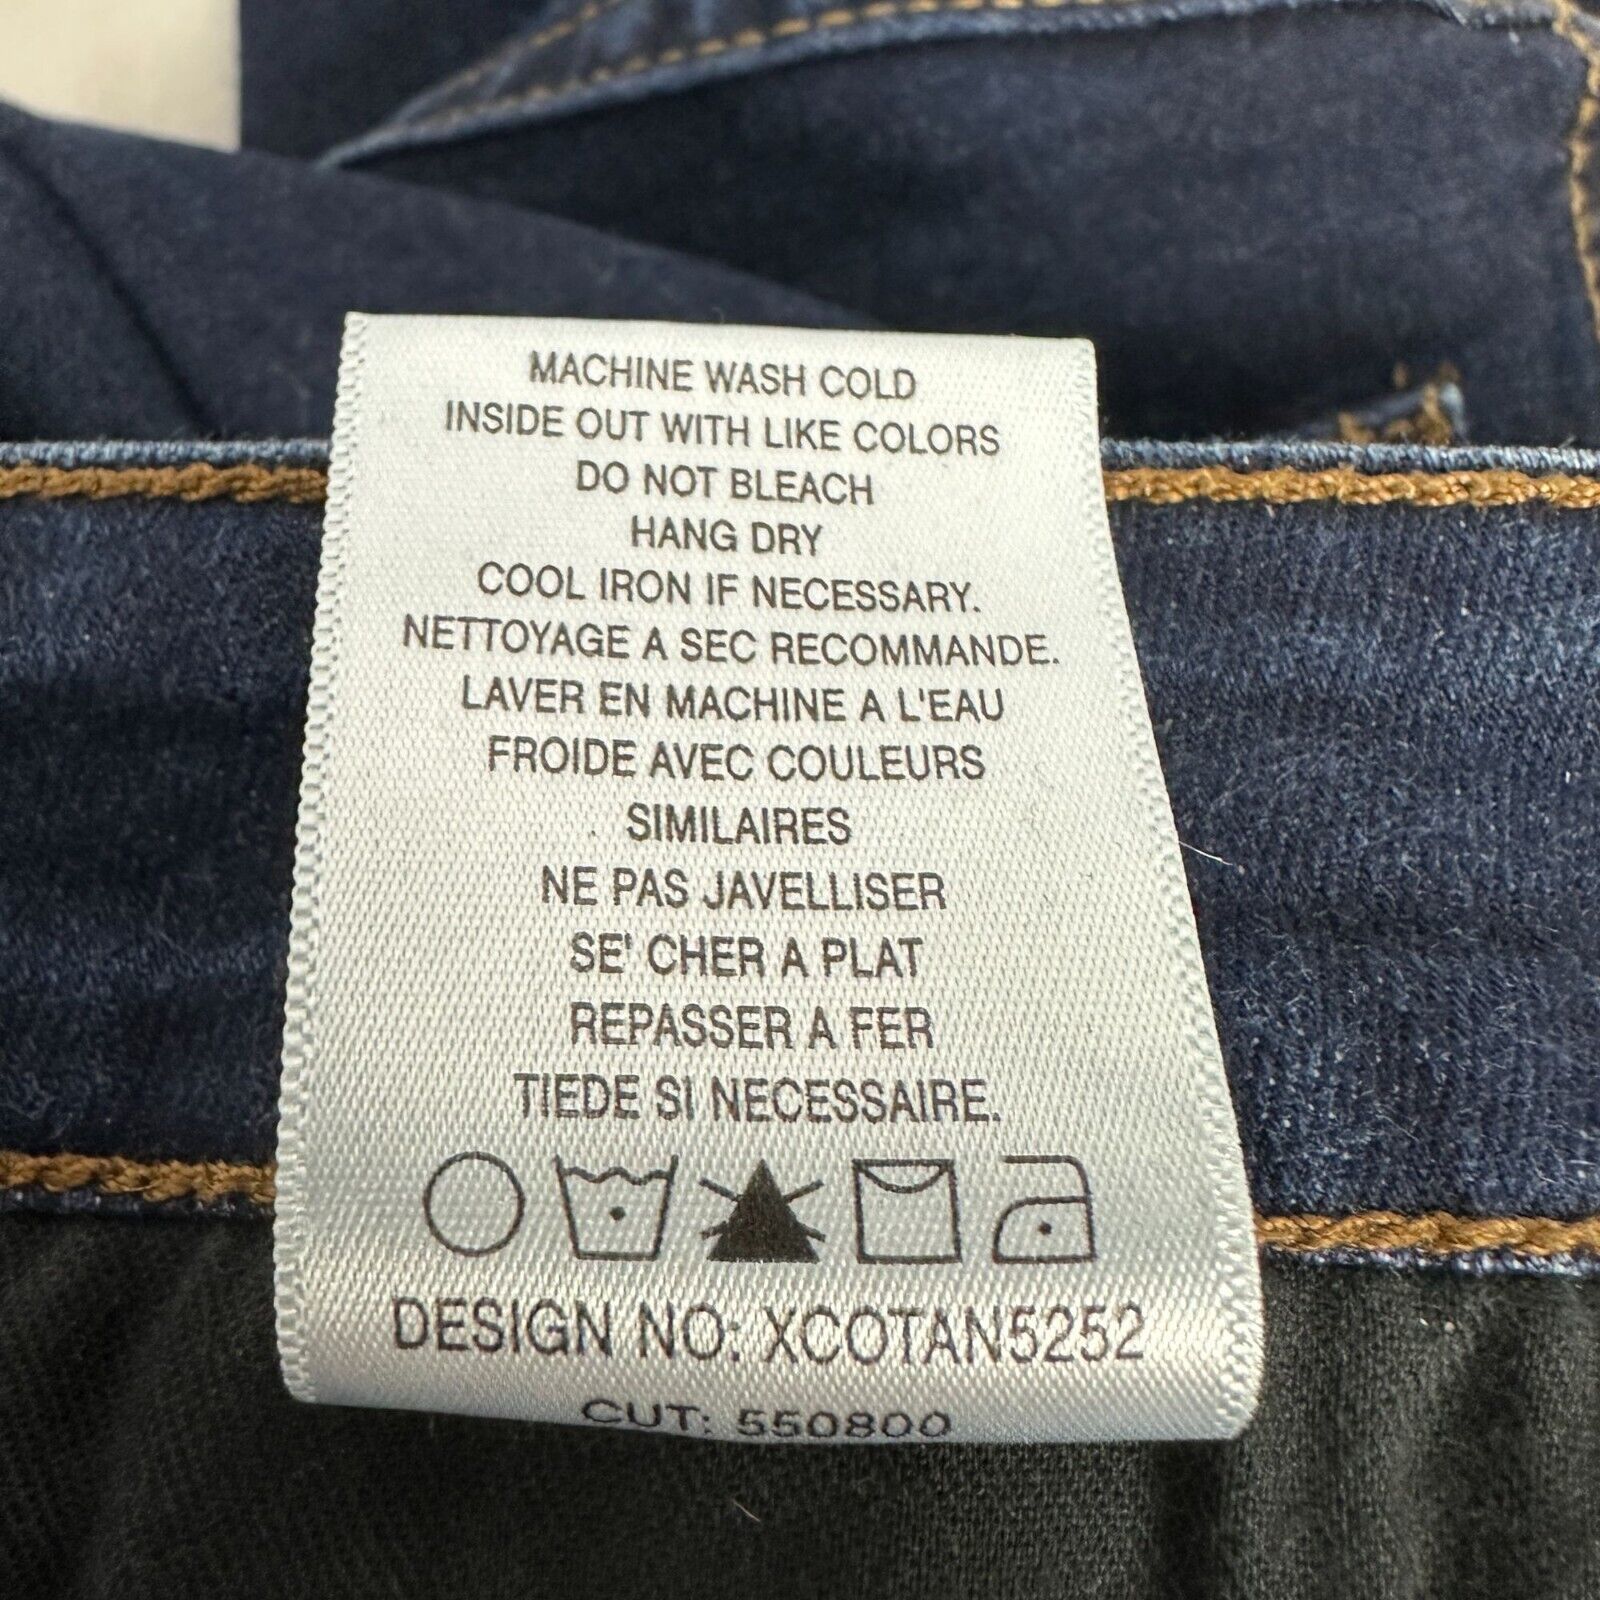 MACHINE WASH COLD
INSIDE OUT WITH LIKE COLORS
DO NOT BLEACH
HANG DRY
COOL IRON IF NECESSARY.
NETTOYAGE A SEC RECOMMANDE.
LAVER EN MACHINE A L'EAU
FROIDE AVEC COULEURS
SIMILAIRES
NE PAS JAVELLISER
SE' CHER A PLAT
REPASSER A FER
TIEDE SI NECESSAIRE.
DESIGN NO: XCOTAN5252
CUT: 550800